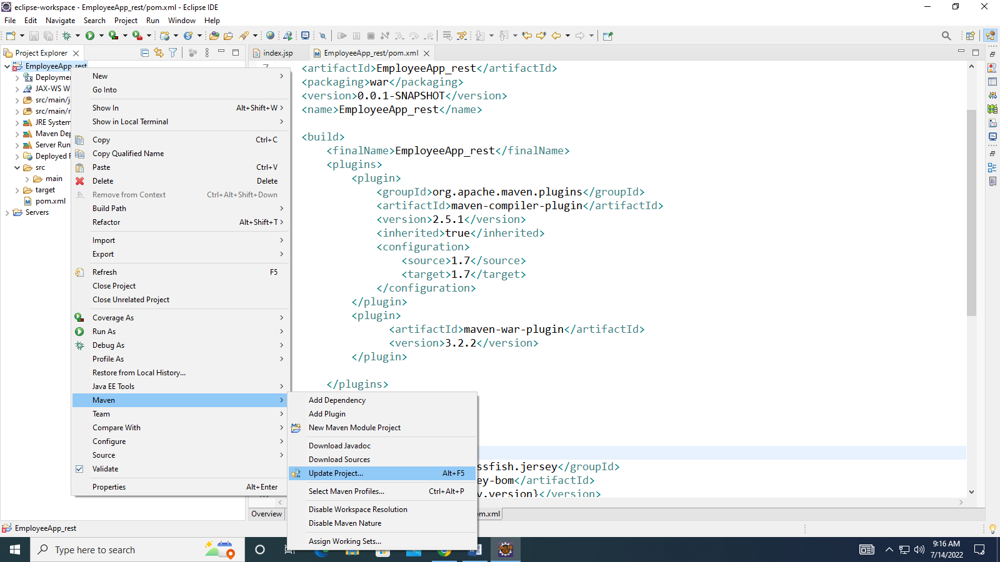 eclipse-workspace - EmployeeApp_rest/pom.xml - Eclipse IDE
File Edit Navigate Search Project Run Window Help
Project Explorer
index.jsp
EmployeeApp_rest/pom.xml
EmployeeApp_rest
JAX-WS
src/main/
src/main/
JRE System
Maven
Server
Deployed
src
main
target
pom.xml
Servers
New
Go Into
Show In Alt+Shift+W
Show in Local Terminal
Copy Ctrl+C
Copy Qualified Name
Paste Ctrl+V
Delete Delete
Remove from Context Ctrl+Alt+Shift+Down
Build Path
Refactor Alt+Shift+T
Import
Export
Refresh F5
Close Project
Close Unrelated Project
Coverage As
Run As
Debug As
Profile As
Restore from Local History...
Java EE Tools
Maven
Team
Compare With
Configure
Source
Validate
Properties Alt+Enter
Add Dependency
Add Plugin
New Maven Module Project
Download Javadoc
Download Sources
Update Project... Alt+F5
Select Maven Profiles... Ctrl+Alt+P
Disable Workspace Resolution
Disable Maven Nature
Assign Working Sets...
<artifactId>EmployeeApp_rest</artifactId>
<packaging>war</packaging>
<version>0.0.1-SNAPSHOT</version>
<name>EmployeeApp_rest</name>
<build>
<finalName>EmployeeApp_rest</finalName>
<plugins>
<plugin>
<groupId>org.apache.maven.plugins</groupId>
<artifactId>maven-compiler-plugin</artifactId>
<version>2.5.1</version>
<inherited>true</inherited>
<configuration>
<source>1.7</source>
<target>1.7</target>
</configuration>
</plugin>
<plugin>
<artifactId>maven-war-plugin</artifactId>
<version>3.2.2</version>
</plugin>
</plugins>
ssfish.jersey</groupId>
ey-bom</artifactId>
y.version}</version>
Overview
om.xml
EmployeeApp_rest
Type here to search
9:16 AM
7/14/2022